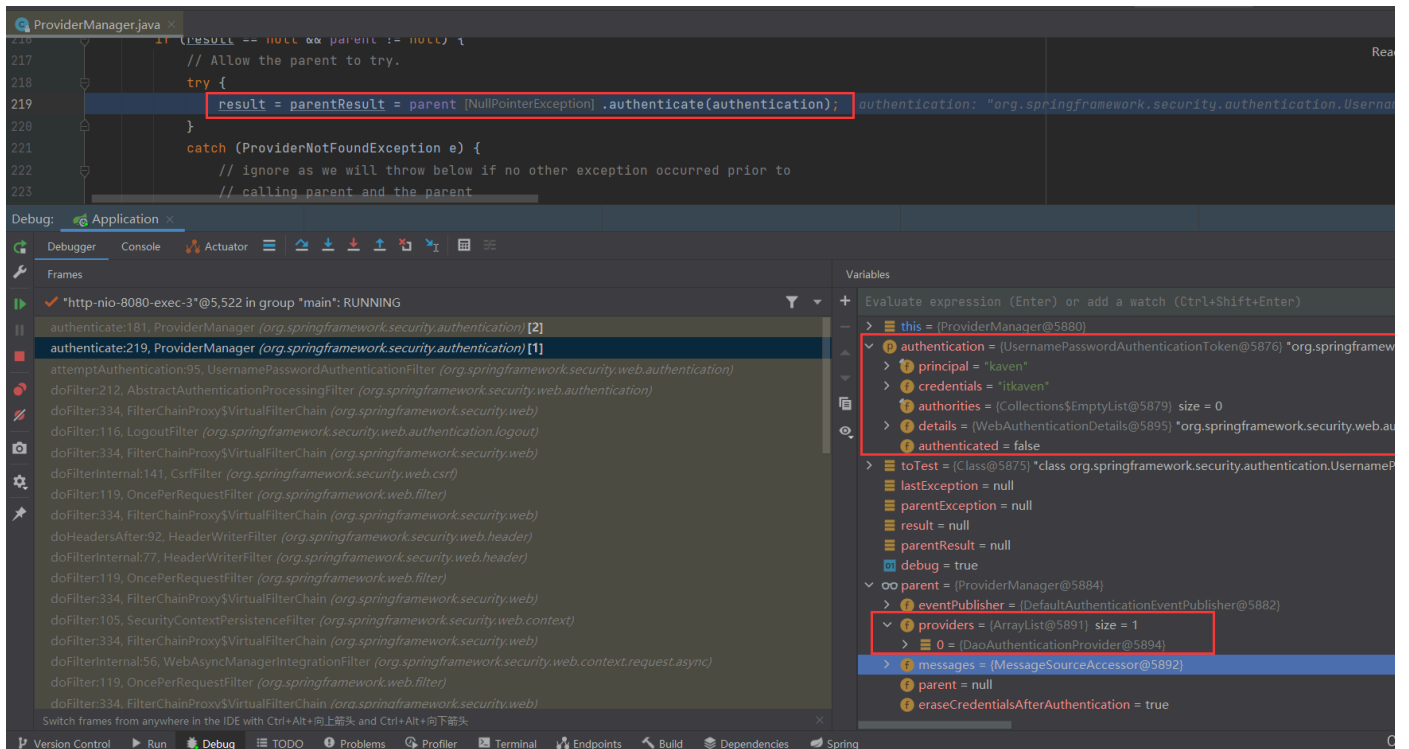 ProviderManager.java
216 if (result == null && parent != null) {
217 // Allow the parent to try.
Rea
218 try {
219 result = parentResult = parent [NullPointerException] .authenticate(authentication); authentication: "org.springframework.security.authentication.Userna
220 }
221 catch (ProviderNotFoundException e) {
222 // ignore as we will throw below if no other exception occurred prior to
223 // calling parent and the parent
Debug: Application
Debugger Console Actuator
Frames
"http-nio-8080-exec-3"@5,522 in group "main": RUNNING
authenticate:181, ProviderManager (org.springframework.security.authentication) [2]
authenticate:219, ProviderManager (org.springframework.security.authentication) [1]
attemptAuthentication:95, UsernamePasswordAuthenticationFilter (org.springframework.security.web.authentication)
doFilter:212, AbstractAuthenticationProcessingFilter (org.springframework.security.web.authentication)
doFilter:334, FilterChainProxy$VirtualFilterChain (org.springframework.security.web)
doFilter:116, LogoutFilter (org.springframework.security.web.authentication.logout)
doFilter:334, FilterChainProxy$VirtualFilterChain (org.springframework.security.web)
doFilterInternal:141, CsrfFilter (org.springframework.security.web.csrf)
doFilter:119, OncePerRequestFilter (org.springframework.web.filter)
doFilter:334, FilterChainProxy$VirtualFilterChain (org.springframework.security.web)
doHeadersAfter:92, HeaderWriterFilter (org.springframework.security.web.header)
doFilterInternal:77, HeaderWriterFilter (org.springframework.security.web.header)
doFilter:119, OncePerRequestFilter (org.springframework.web.filter)
doFilter:334, FilterChainProxy$VirtualFilterChain (org.springframework.security.web)
doFilter:105, SecurityContextPersistenceFilter (org.springframework.security.web.context)
doFilter:334, FilterChainProxy$VirtualFilterChain (org.springframework.security.web)
doFilterInternal:56, WebAsyncManagerIntegrationFilter (org.springframework.security.web.context.request.async)
doFilter:119, OncePerRequestFilter (org.springframework.web.filter)
doFilter:334, FilterChainProxy$VirtualFilterChain (org.springframework.security.web)
Switch frames from anywhere in the IDE with Ctrl+Alt+向上箭头 and Ctrl+Alt+向下箭头
Variables
Evaluate expression (Enter) or add a watch (Ctrl+Shift+Enter)
this = {ProviderManager@5880}
authentication = {UsernamePasswordAuthenticationToken@5876} "org.springframew
principal = "kaven"
credentials = "itkaven"
authorities = {Collections$EmptyList@5879} size = 0
details = {WebAuthenticationDetails@5895} "org.springframework.security.web.au
authenticated = false
toTest = {Class@5875} "class org.springframework.security.authentication.UsernameP
lastException = null
parentException = null
result = null
parentResult = null
debug = true
parent = {ProviderManager@5884}
eventPublisher = {DefaultAuthenticationEventPublisher@5882}
providers = {ArrayList@5891} size = 1
0 = {DaoAuthenticationProvider@5894}
messages = {MessageSourceAccessor@5892}
parent = null
eraseCredentialsAfterAuthentication = true
Version Control Run Debug TODO Problems Profiler Terminal Endpoints Build Dependencies Spring